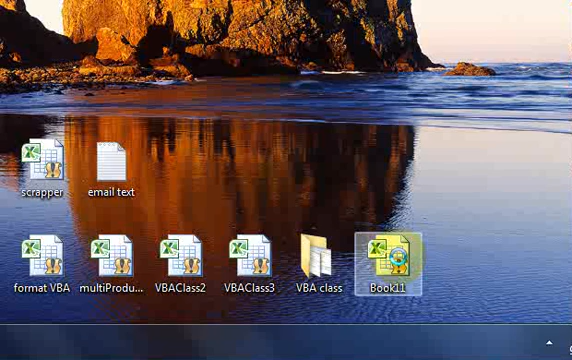 scrapper
email text
format VBA
multiProdu...
VBAClass2
VBAClass3
VBA class
Book11